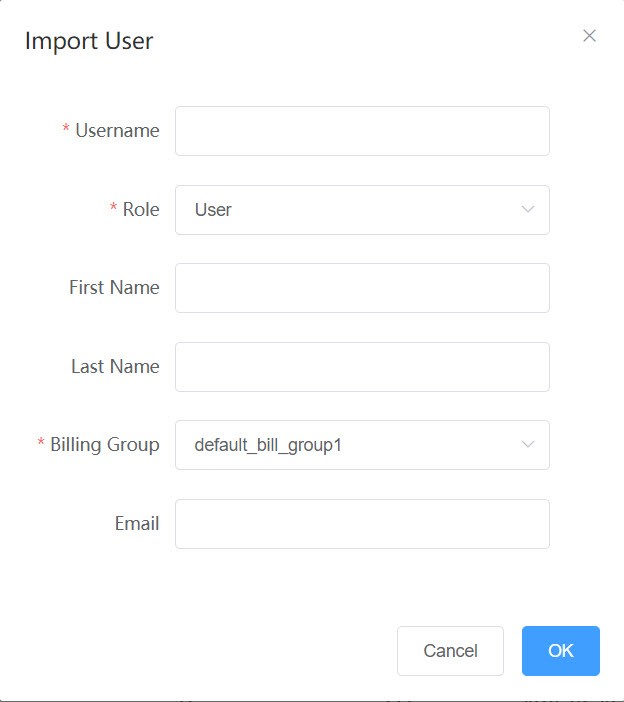 Import User
* Username
* Role
User
First Name
Last Name
* Billing Group
default_bill_group1
Email
Cancel
OK